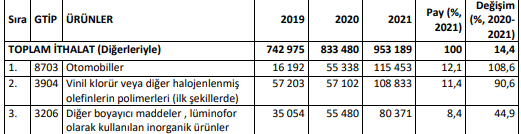 Sıra GTİP ÜRÜNLER 2019 2020 2021 Pay (%, 2021) Değişim (%, 2020-2021)
TOPLAM İTHALAT (Diğerleriyle) 742 975 833 480 953 189 100 14,4
1. 8703 Otomobiller 16 192 55 338 115 453 12,1 108,6
2. 3904 Vinil klorür veya diğer halojenlenmiş olefinlerin polimerleri (ilk şekillerde) 57 203 57 102 108 833 11,4 90,6
3. 3206 Diğer boyayıcı maddeler , lüminofor olarak kullanılan inorganik ürünler 35 054 55 480 80 371 8,4 44,9